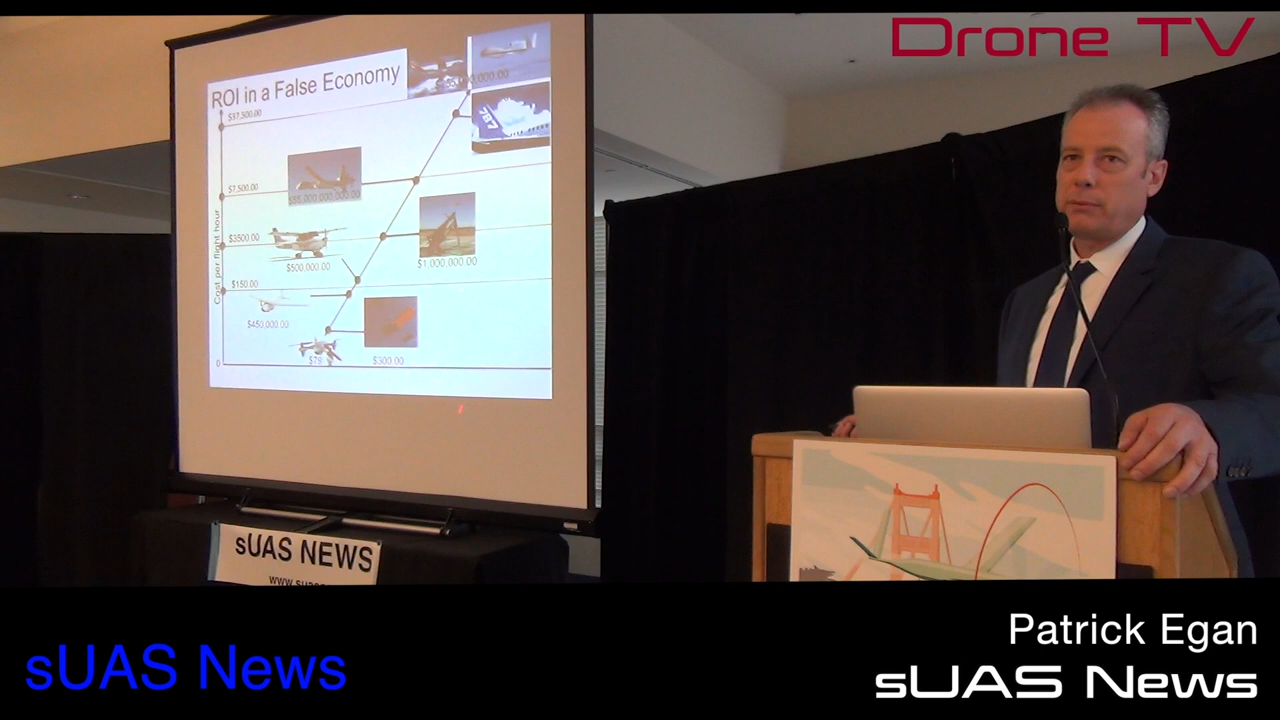 Drone TV
ROI in a False Economy
$37,500.00
787
$7,500.00
Cost per flight hour
$3500.00
$500,000.00
$1,000,000.00
$150.00
$450,000.00
0
$79
$300.00
sUAS NEWS
Patrick Egan
sUAS News
sUAS News